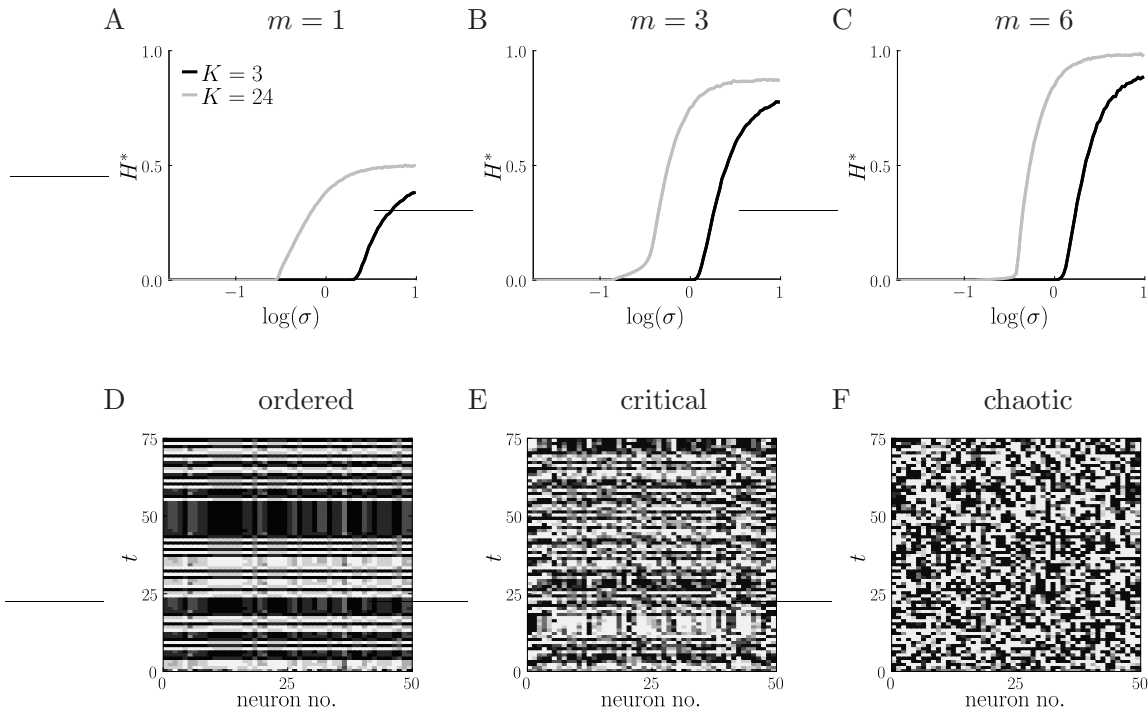 A
m = 1
B
m = 3
C
m = 6
1.0
0.5
0.0
H*
K = 3
K = 24
−1
0
1
log(σ)
1.0
0.5
0.0
H*
−1
0
1
log(σ)
1.0
0.5
0.0
H*
−1
0
1
log(σ)
D
ordered
E
critical
F
chaotic
75
50
25
0
t
0
25
50
neuron no.
75
50
25
0
t
0
25
50
neuron no.
75
50
25
0
t
0
25
50
neuron no.